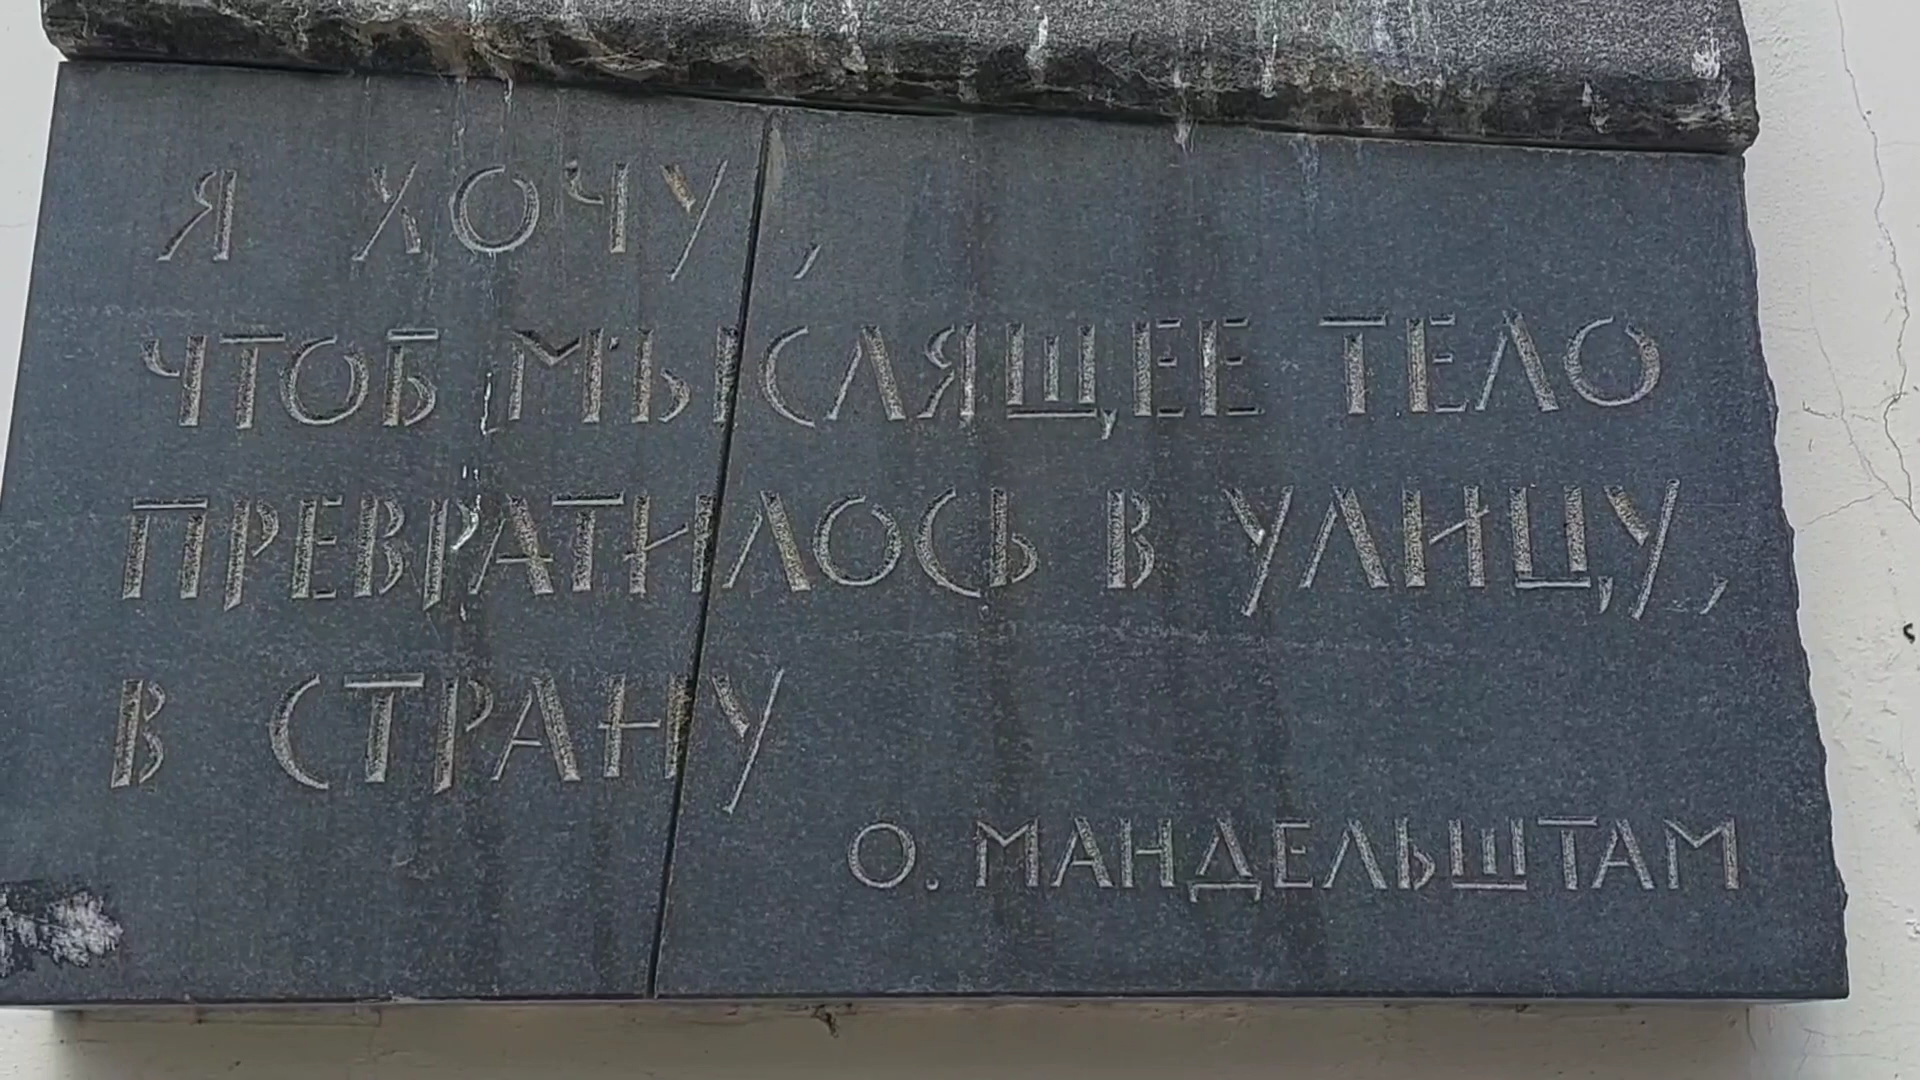 Я ХОЧУ,
ЧТОБ МЫСЛЯЩЕЕ ТЕЛО
ПРЕВРАТИЛОСЬ В УЛИЦУ,
В СТРАНУ
О. МАНДЕЛЬШТАМ